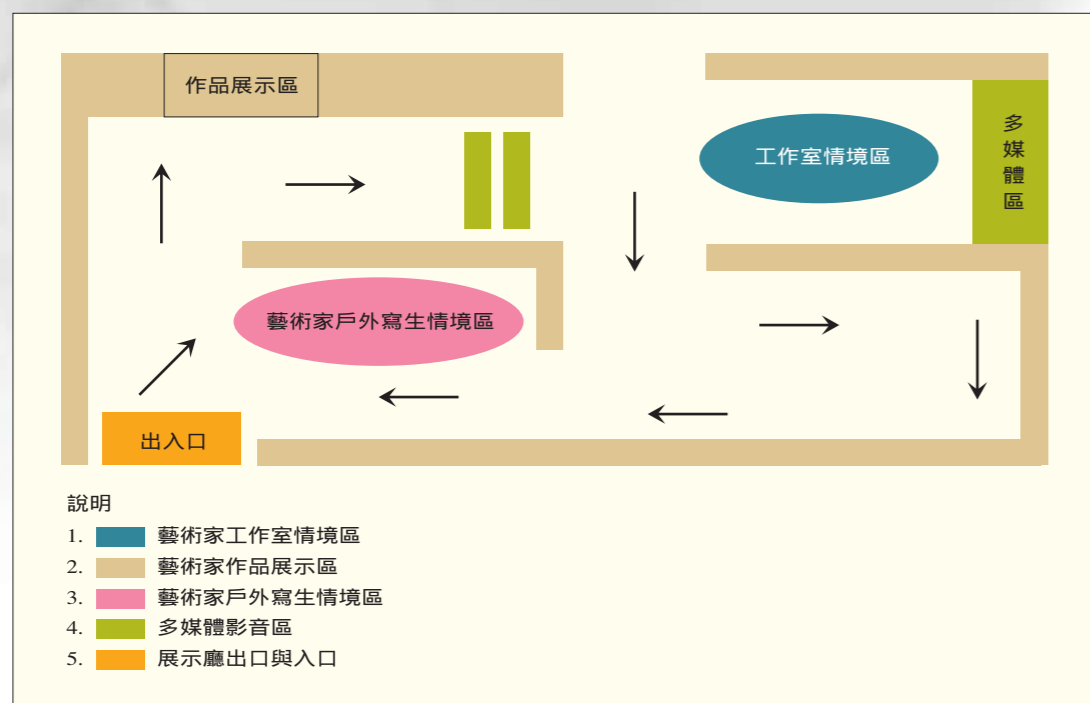 作品展示區
工作室情境區
多媒體區
藝術家戶外寫生情境區
出入口
說明
1. 藝術家工作室情境區
2. 藝術家作品展示區
3. 藝術家戶外寫生情境區
4. 多媒體影音區
5. 展示廳出口與入口